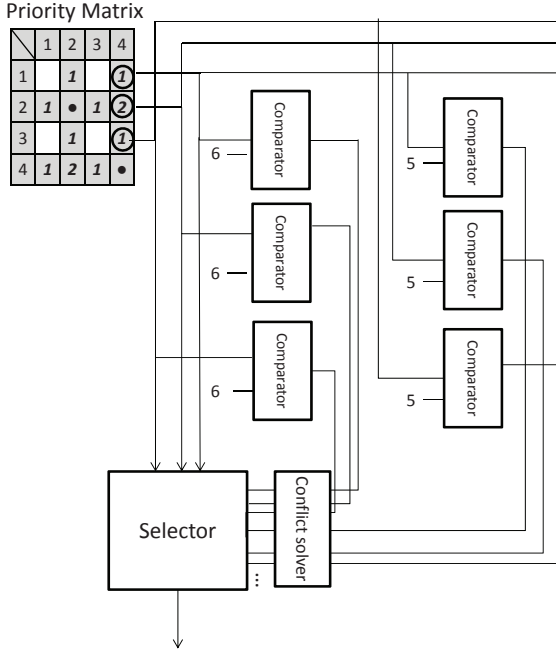 Priority Matrix
1 2 3 4
1 1 1
2 1 • 1 2
3 1 1
4 1 2 1 •
Comparator
6
Comparator
6
Comparator
6
Comparator
5
Comparator
5
Comparator
5
Selector
Conflict solver
...